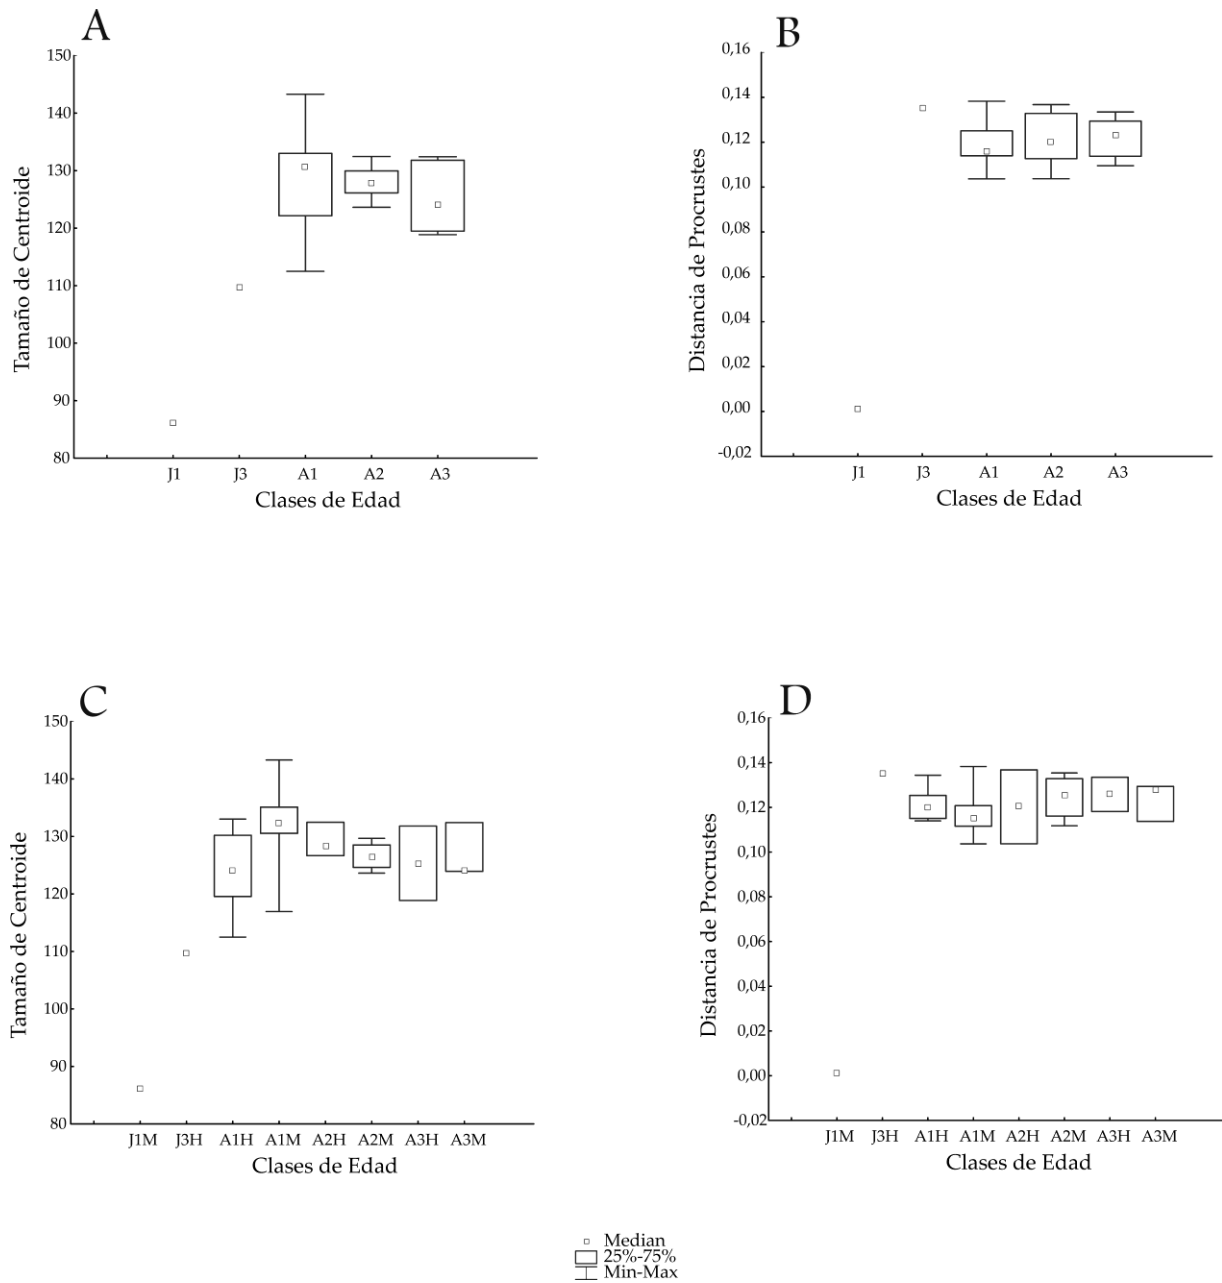 A
150
140
130
120
110
100
90
80
Tamaño de Centroide
J1 J3 A1 A2 A3
Clases de Edad
B
0,16
0,14
0,12
0,10
0,08
0,06
0,04
0,02
0,00
-0,02
Distancia de Procrustes
J1 J3 A1 A2 A3
Clases de Edad
C
150
140
130
120
110
100
90
80
Tamaño de Centroide
J1M J3H A1H A1M A2H A2M A3H A3M
Clases de Edad
D
0,16
0,14
0,12
0,10
0,08
0,06
0,04
0,02
0,00
-0,02
Distancia de Procrustes
J1M J3H A1H A1M A2H A2M A3H A3M
Clases de Edad
Median
25%-75%
Min-Max